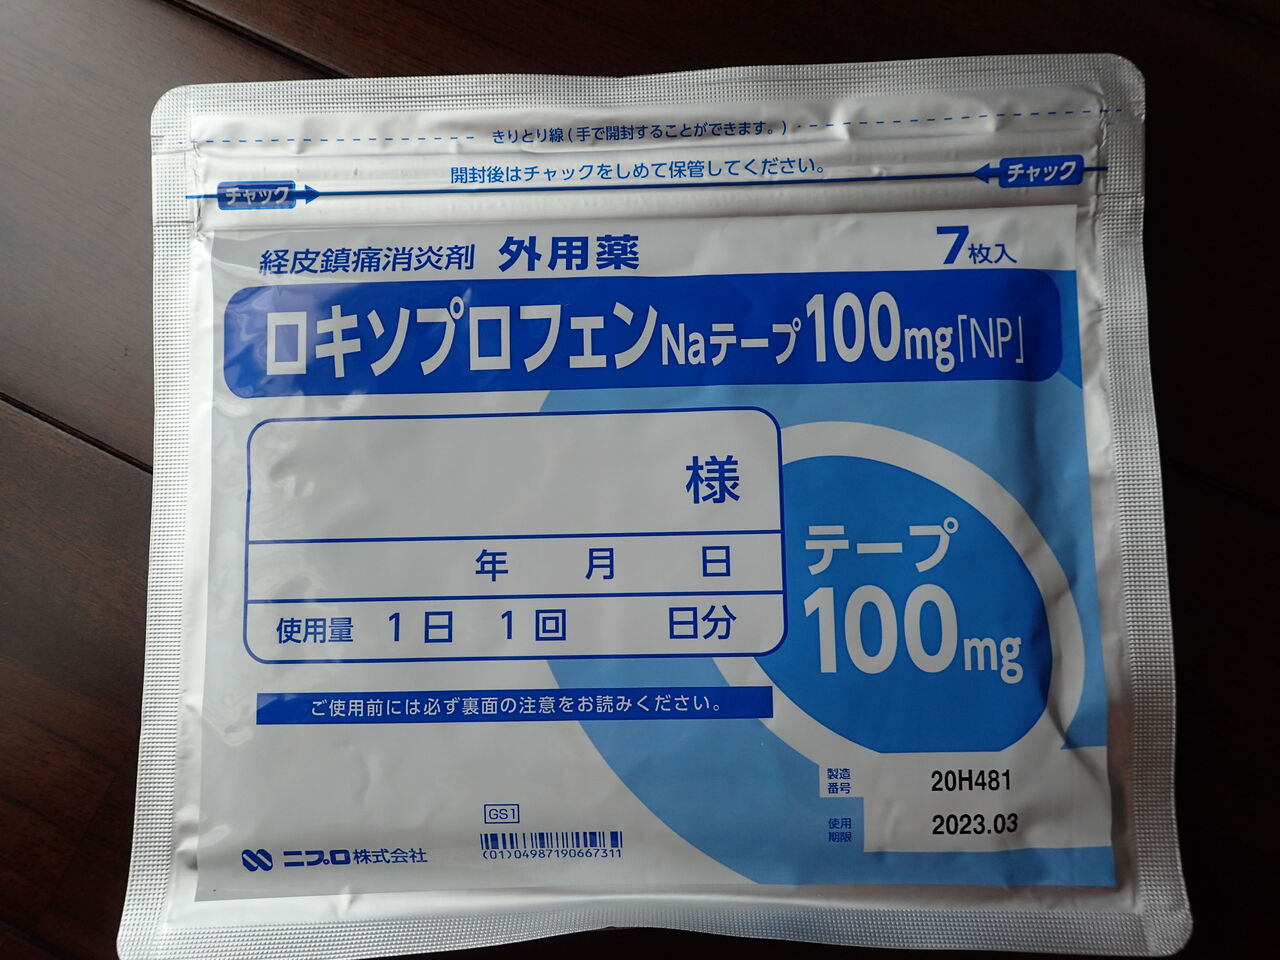 きりとり線(手で開封することができます。)
開封後はチャックをしめて保管してください。
チャック
チャック
経皮鎮痛消炎剤 外用薬 7枚入
ロキソプロフェンNaテープ100mg「NP」
様
年 月 日
使用量 1日 1回 日分
テープ
100mg
ご使用前には必ず裏面の注意をお読みください。
製造番号 20H481
使用期限 2023.03
GS1
(01)04987190667311
ニプロ株式会社